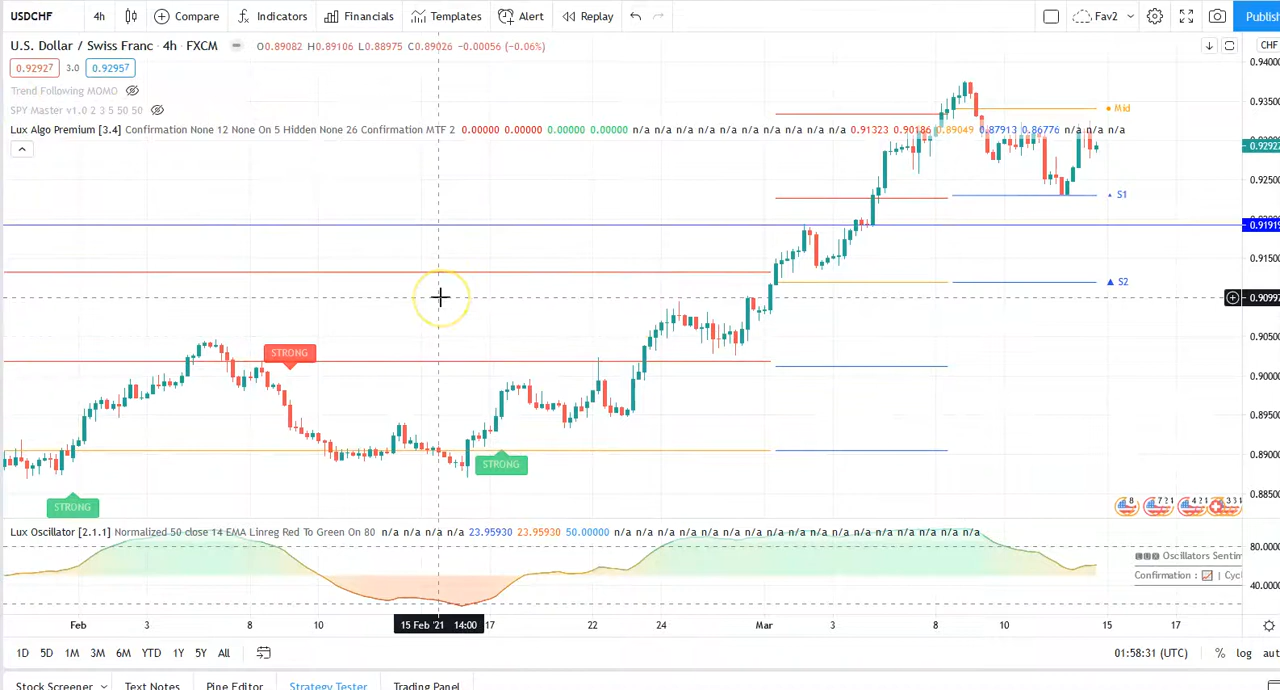 USDCHF 4h Compare Indicators Financials Templates Alert Replay Fav2 Publish
U.S. Dollar / Swiss Franc · 4h · FXCM O0.89082 H0.89106 L0.88975 C0.89026 −0.00056 (−0.06%) CHF
0.92927 3.0 0.92957
0.94000
Trend Following MOMO
0.93500
Mid
SPY Master v1.0 2 3 5 50 50
Lux Algo Premium [3.4] Confirmation None 12 None On 5 Hidden None 26 Confirmation MTF 2 0.00000 0.00000 0.00000 0.00000 n/a n/a n/a n/a n/a n/a n/a n/a n/a n/a 0.91323 0.90186 0.89049 0.87913 0.86776 n/a n/a n/a
0.92927
0.92500
S1
0.91919
0.91500
S2
0.9099
0.90500
STRONG
0.90000
0.89500
STRONG
0.89000
STRONG
0.88500
Lux Oscillator [2.1.1] Normalized 50 close 14 EMA Linreg Red To Green On 80 n/a n/a n/a n/a 23.95930 23.95930 50.00000 n/a n/a n/a n/a n/a n/a n/a n/a n/a n/a n/a n/a n/a n/a n/a n/a n/a
80.0000
Oscillators Sentim
Confirmation : | Cycl
40.0000
Feb 3 8 10 15 Feb '21 14:00 17 22 24 Mar 3 8 10 15 17
1D 5D 1M 3M 6M YTD 1Y 5Y All 01:58:31 (UTC) % log aut
Stock Screener Text Notes Pine Editor Strategy Tester Trading Panel